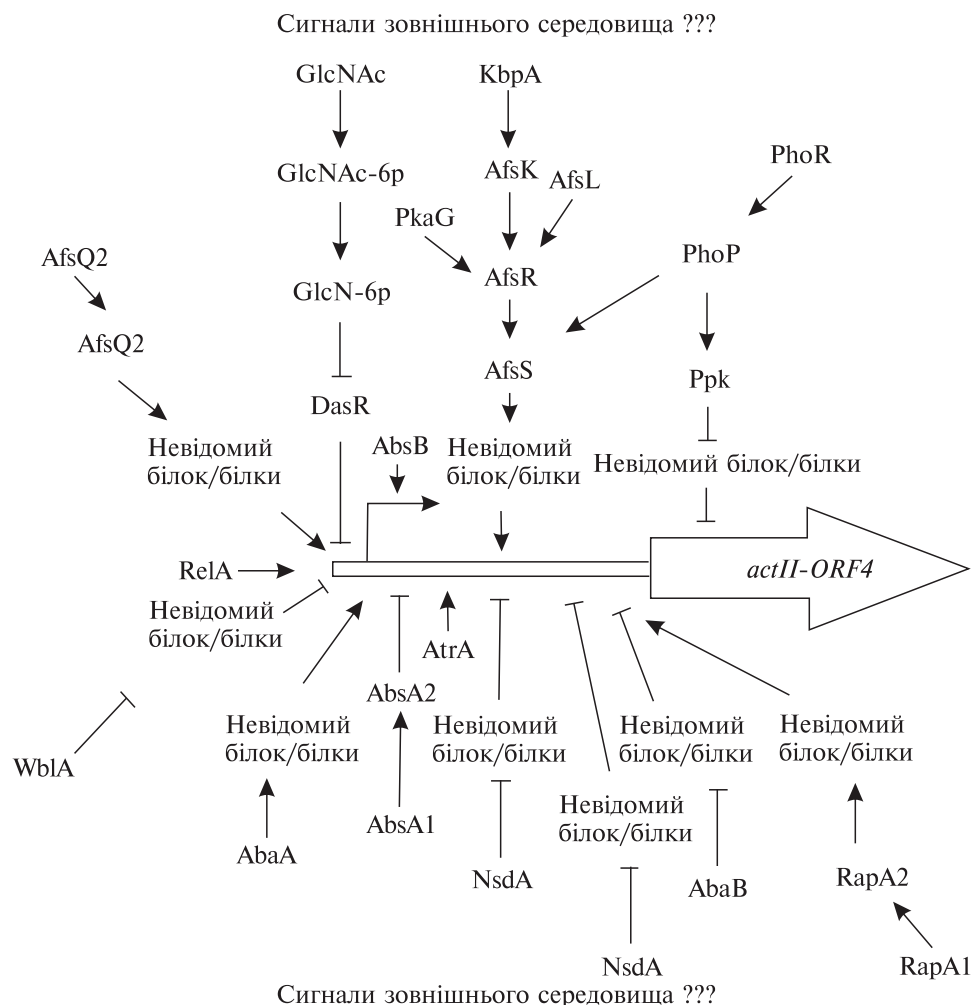 Сигнали зовнішнього середовища ???
GlcNAc
KbpA
GlcNAc-6p
AfsK
AfsL
PhoR
PkaG
PhoP
AfsQ2
GlcN-6p
AfsR
AfsQ2
AfsS
Ppk
DasR
AbsB
Невідомий
білок/білки
Невідомий
білок/білки
Невідомий білок/білки
RelA
actII-ORF4
Невідомий
білок/білки
AtrA
AbsA2
Невідомий
білок/білки
Невідомий
білок/білки
Невідомий
білок/білки
Невідомий
білок/білки
WblA
Невідомий
білок/білки
AbsA1
AbaA
NsdA
AbaB
RapA2
NsdA
RapA1
Сигнали зовнішнього середовища ???